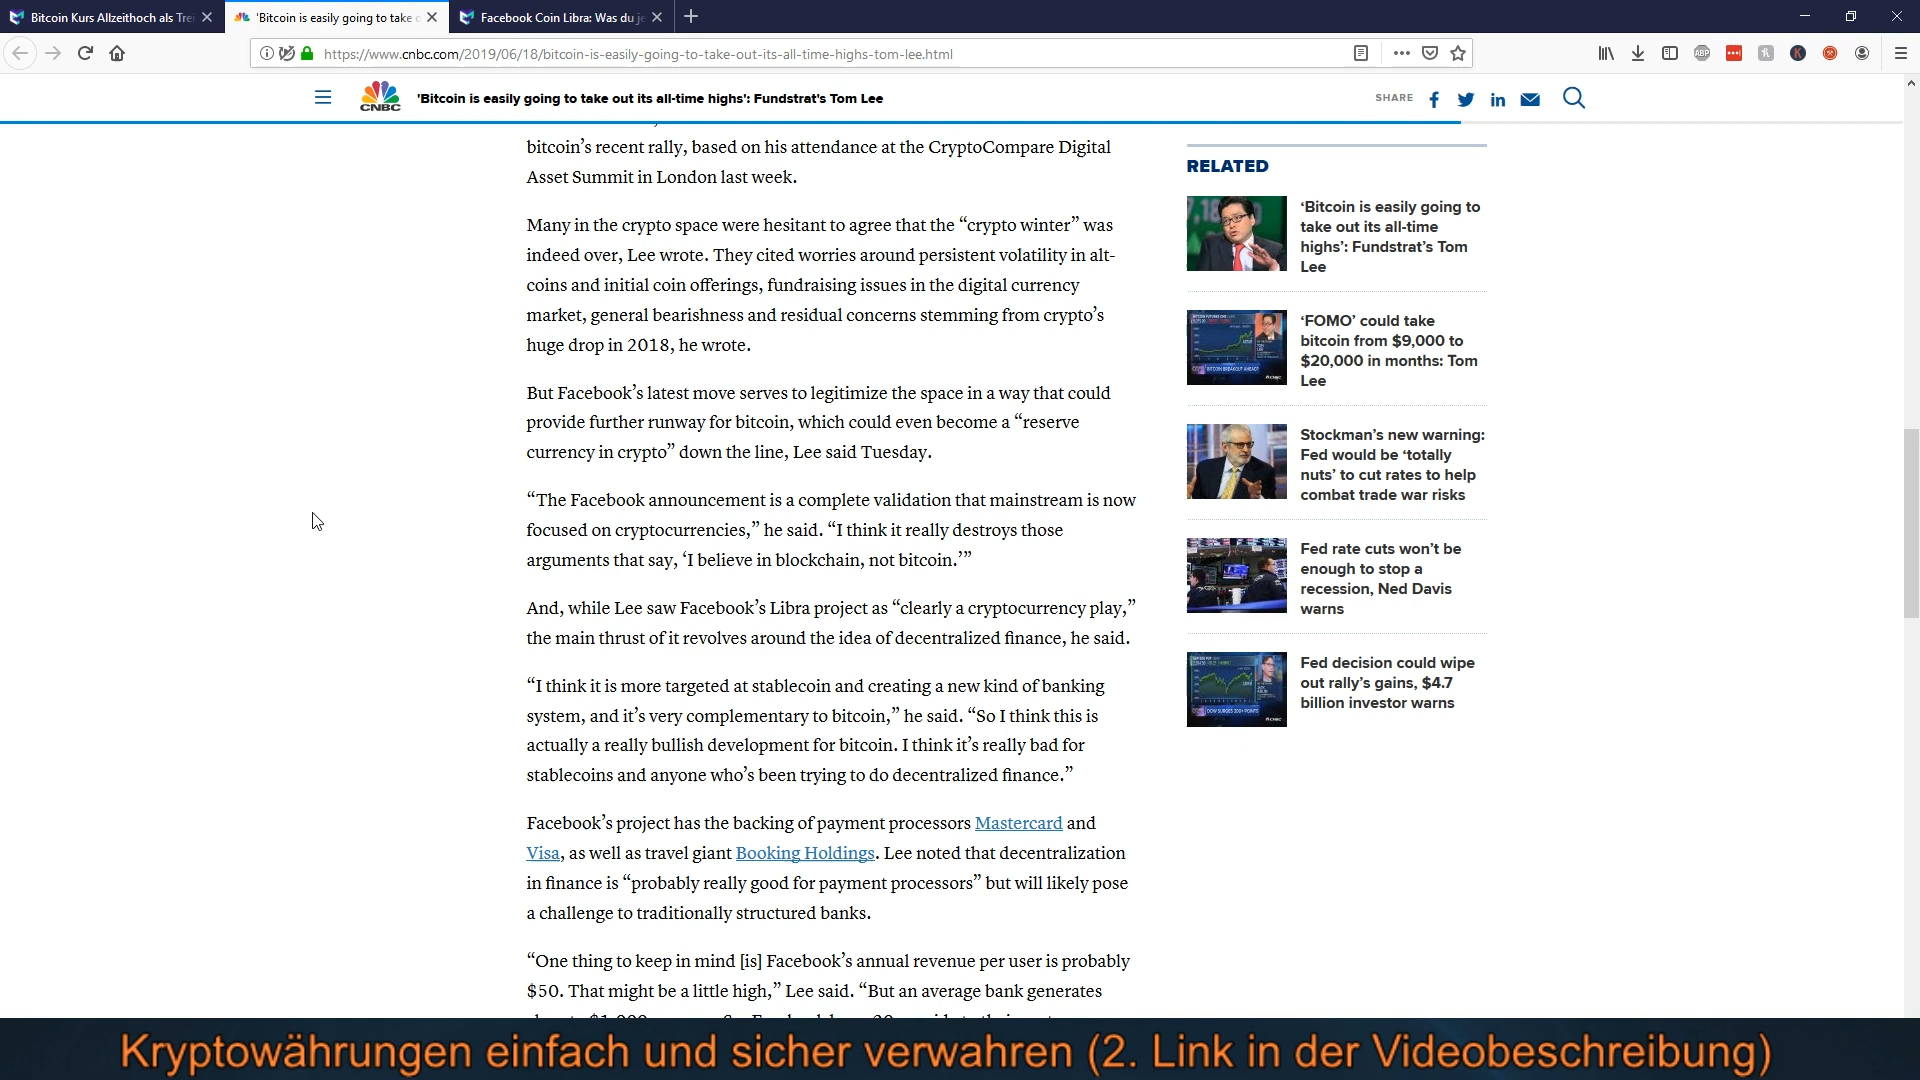 Bitcoin Kurs Allzeithoch als Tre
'Bitcoin is easily going to take
Facebook Coin Libra: Was du
https://www.cnbc.com/2019/06/18/bitcoin-is-easily-going-to-take-out-its-all-time-highs-tom-lee.html
CNBC
'Bitcoin is easily going to take out its all-time highs': Fundstrat's Tom Lee
SHARE
bitcoin’s recent rally, based on his attendance at the CryptoCompare Digital
Asset Summit in London last week.
Many in the crypto space were hesitant to agree that the “crypto winter” was
indeed over, Lee wrote. They cited worries around persistent volatility in alt-
coins and initial coin offerings, fundraising issues in the digital currency
market, general bearishness and residual concerns stemming from crypto’s
huge drop in 2018, he wrote.
But Facebook’s latest move serves to legitimize the space in a way that could
provide further runway for bitcoin, which could even become a “reserve
currency in crypto” down the line, Lee said Tuesday.
“The Facebook announcement is a complete validation that mainstream is now
focused on cryptocurrencies,” he said. “I think it really destroys those
arguments that say, ‘I believe in blockchain, not bitcoin.’”
And, while Lee saw Facebook’s Libra project as “clearly a cryptocurrency play,”
the main thrust of it revolves around the idea of decentralized finance, he said.
“I think it is more targeted at stablecoin and creating a new kind of banking
system, and it’s very complementary to bitcoin,” he said. “So I think this is
actually a really bullish development for bitcoin. I think it’s really bad for
stablecoins and anyone who’s been trying to do decentralized finance.”
Facebook’s project has the backing of payment processors Mastercard and
Visa, as well as travel giant Booking Holdings. Lee noted that decentralization
in finance is “probably really good for payment processors” but will likely pose
a challenge to traditionally structured banks.
“One thing to keep in mind [is] Facebook’s annual revenue per user is probably
$50. That might be a little high,” Lee said. “But an average bank generates
RELATED
‘Bitcoin is easily going to
take out its all-time
highs’: Fundstrat’s Tom
Lee
‘FOMO’ could take
bitcoin from $9,000 to
$20,000 in months: Tom
Lee
Stockman’s new warning:
Fed would be ‘totally
nuts’ to cut rates to help
combat trade war risks
Fed rate cuts won’t be
enough to stop a
recession, Ned Davis
warns
Fed decision could wipe
out rally’s gains, $4.7
billion investor warns
Kryptowährungen einfach und sicher verwahren (2. Link in der Videobeschreibung)